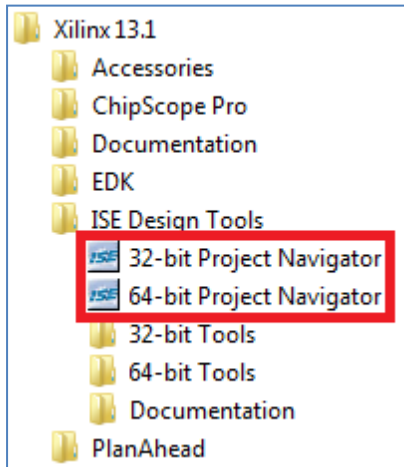 Xilinx 13.1
Accessories
ChipScope Pro
Documentation
EDK
ISE Design Tools
ISE 32-bit Project Navigator
ISE 64-bit Project Navigator
32-bit Tools
64-bit Tools
Documentation
PlanAhead